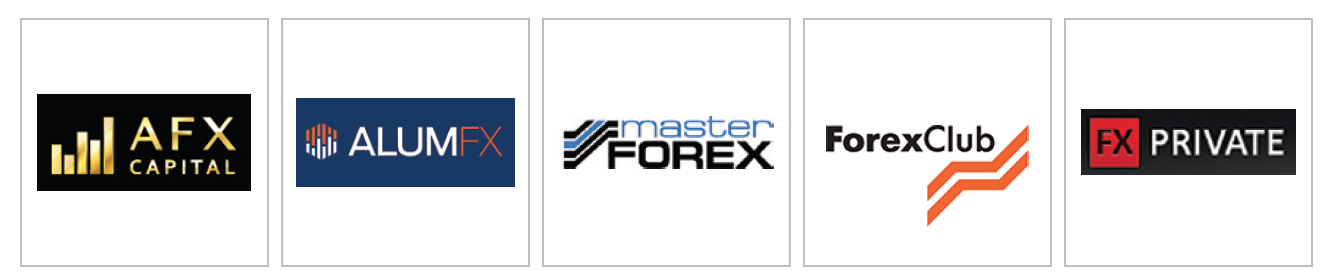 AFX
CAPITAL
ALUMFX
master
FOREX
ForexClub
FX PRIVATE